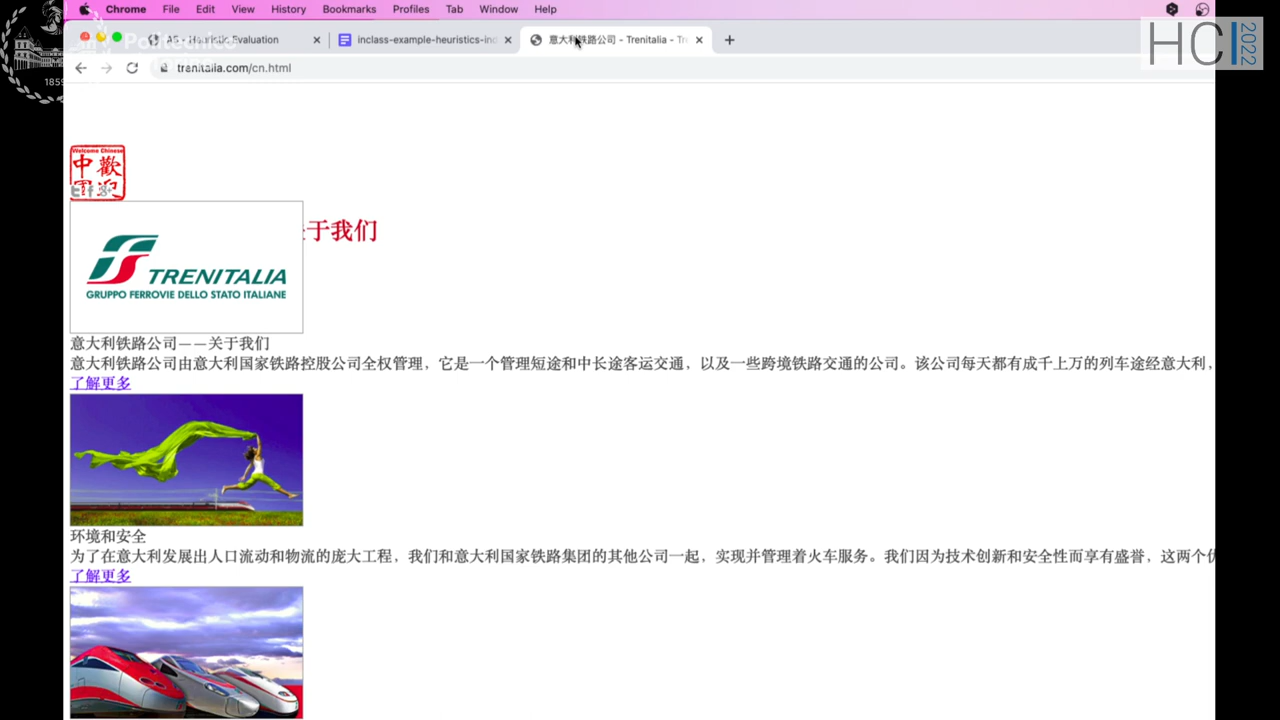 Chrome File Edit View History Bookmarks Profiles Tab Window Help
Heuristic Evaluation
inclass-example-heuristics-in
意大利铁路公司 - Trenitalia - Tr
Politecnico
1859
HCI 2022
trenitalia.com/cn.html
Welcome Chinese
中 歡
迎
于我们
TRENITALIA
GRUPPO FERROVIE DELLO STATO ITALIANE
意大利铁路公司——关于我们
意大利铁路公司由意大利国家铁路控股公司全权管理，它是一个管理短途和中长途客运交通，以及一些跨境铁路交通的公司。该公司每天都有成千上万的列车途经意大利，
了解更多
环境和安全
为了在意大利发展出人口流动和物流的庞大工程，我们和意大利国家铁路集团的其他公司一起，实现并管理着火车服务。我们因为技术创新和安全性而享有盛誉，这两个
了解更多